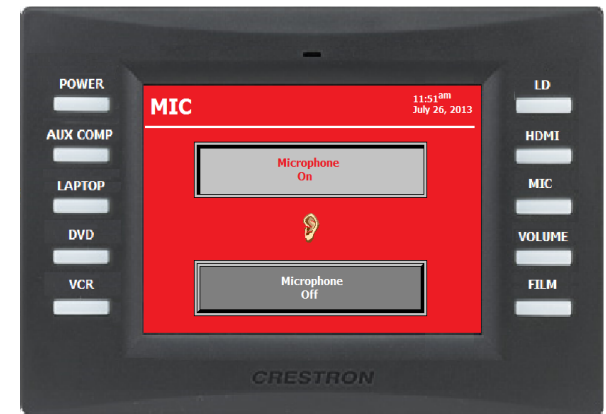 POWER
AUX COMP
LAPTOP
DVD
VCR
MIC
11:51am
July 26, 2013
Microphone
On
Microphone
Off
LD
HDMI
MIC
VOLUME
FILM
CRESTRON